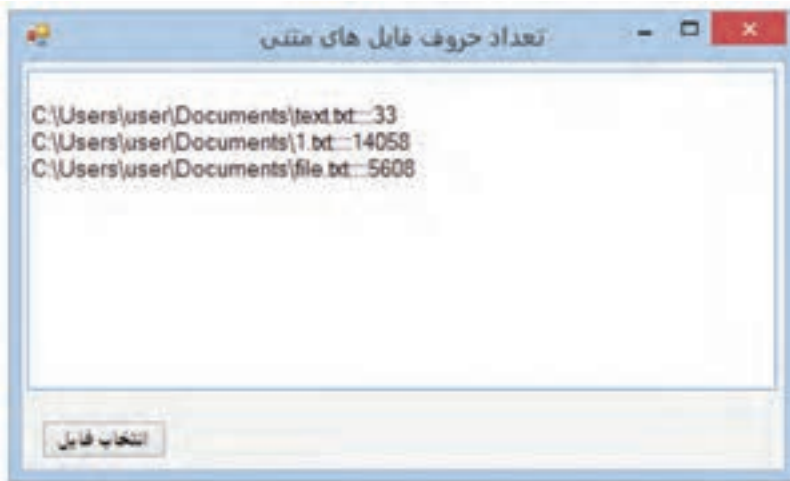 تعداد حروف فایل های متنی
C:\Users\user\Documents\text.txt:::33
C:\Users\user\Documents\1.txt:::14058
C:\Users\user\Documents\file.txt:::5608
انتخاب فایل